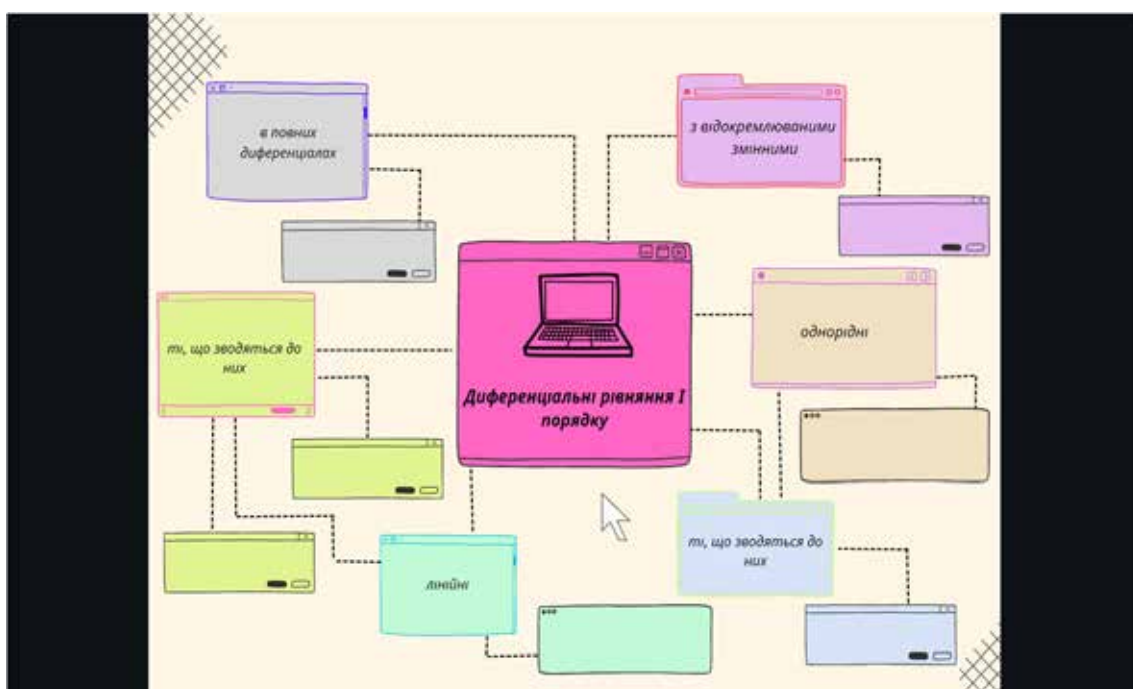 в повних
диференціалах
з відокремлюваними
змінними
ті, що зводяться до
них
однорідні
Диференціальні рівняння І
порядку
лінійні
ті, що зводяться до
них